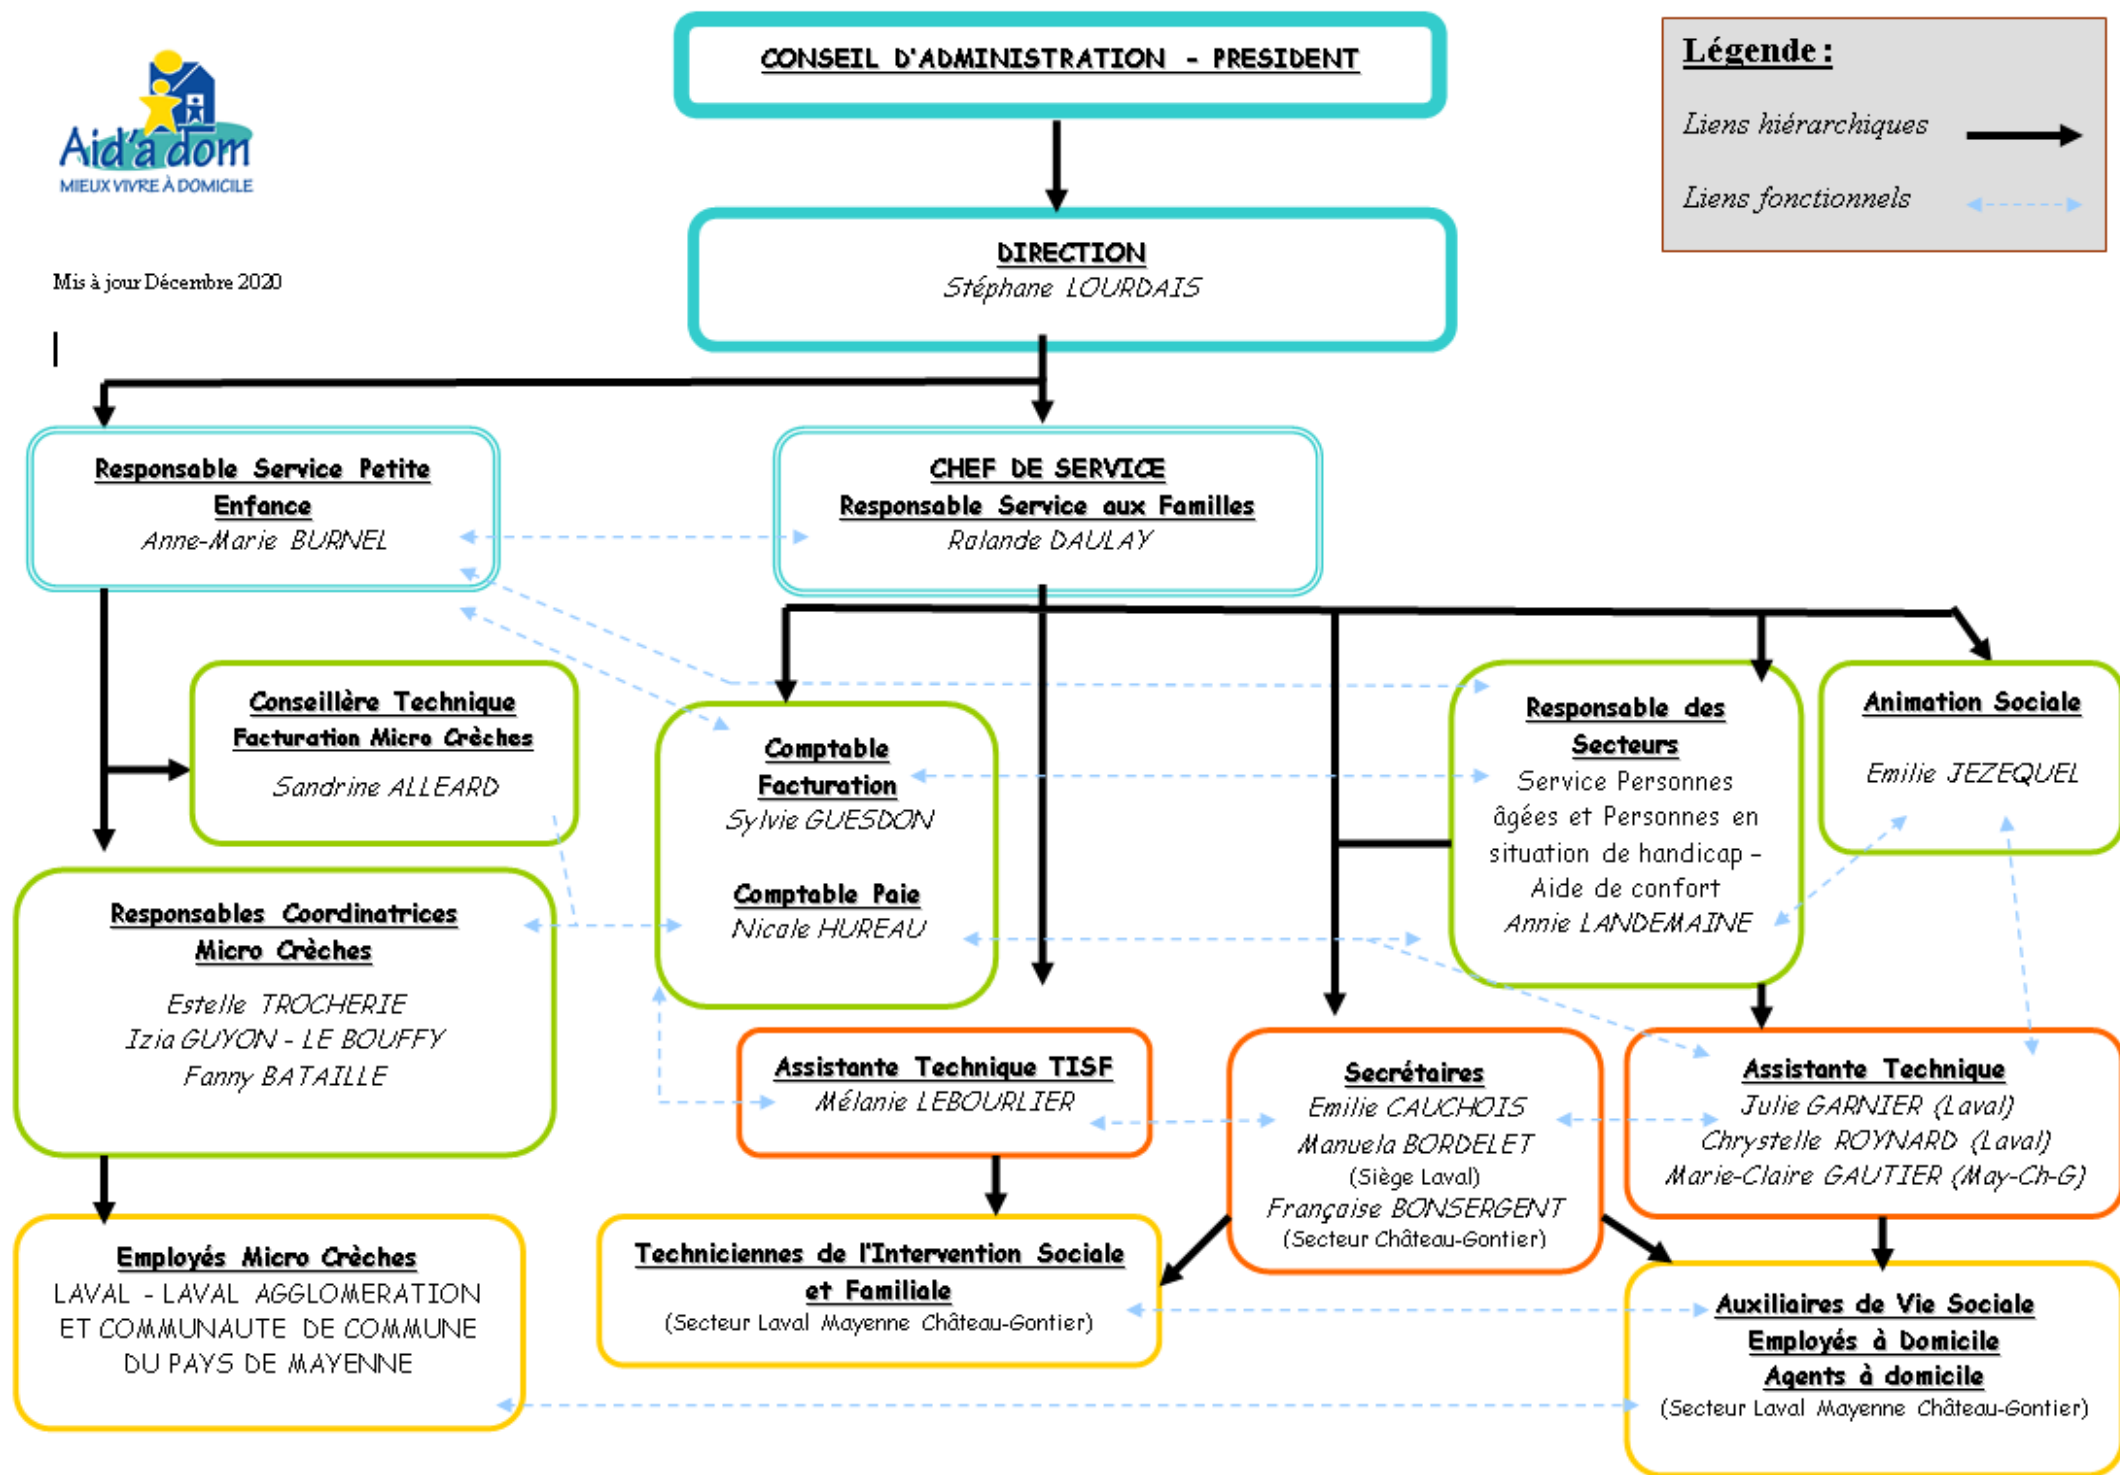 CONSEIL D'ADMINISTRATION - PRESIDENT
Légende :
Liens hiérarchiques
Liens fonctionnels
Aid'a dom
MIEUX VIVRE À DOMICILE
Mis à jour Décembre 2020
DIRECTION
Stéphane LOURDAIS
Responsable Service Petite
Enfance
Anne-Marie BURNEL
CHEF DE SERVICE
Responsable Service aux Familles
Rolande DAULAY
Conseillère Technique
Facturation Micro Crèches
Sandrine ALLEARD
Comptable
Facturation
Sylvie GUESDON
Comptable Paie
Nicole HUREAU
Responsable des
Secteurs
Service Personnes
âgées et Personnes en
situation de handicap –
Aide de confort
Annie LANDEMAINE
Animation Sociale
Emilie JEZEQUEL
Responsables Coordinatrices
Micro Crèches
Estelle TROCHERIE
Izia GUYON - LE BOUFFY
Fanny BATAILLE
Assistante Technique TISF
Mélanie LEBOURLIER
Secrétaires
Emilie CAUCHOIS
Manuela BORDELET
(Siège Laval)
Françoise BONSERGENT
(Secteur Château-Gontier)
Assistante Technique
Julie GARNIER (Laval)
Chrystelle ROYNARD (Laval)
Marie-Claire GAUTIER (May-Ch-G)
Employés Micro Crèches
LAVAL - LAVAL AGGLOMERATION
ET COMMUNAUTE DE COMMUNE
DU PAYS DE MAYENNE
Techniciennes de l'Intervention Sociale
et Familiale
(Secteur Laval Mayenne Château-Gontier)
Auxiliaires de Vie Sociale
Employés à Domicile
Agents à domicile
(Secteur Laval Mayenne Château-Gontier)